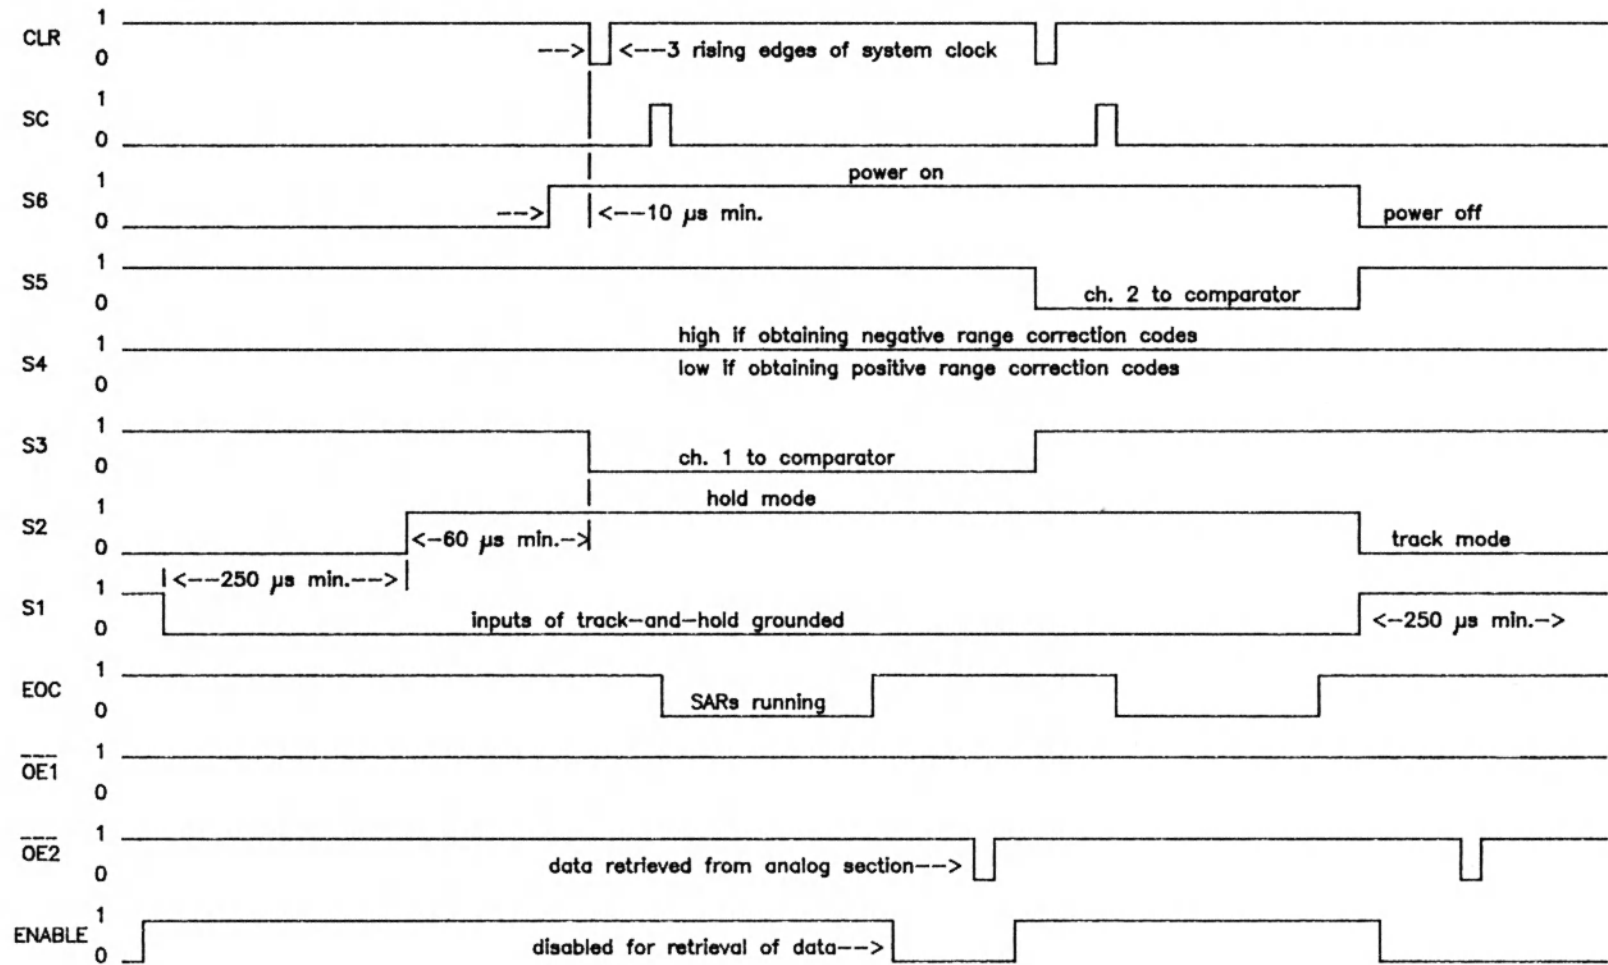 CLR 1
0
--> <---3 rising edges of system clock
SC 1
0
S6 1
0
power on
--> <---10 µs min.
power off
S5 1
0
ch. 2 to comparator
S4 1
0
high if obtaining negative range correction codes
low if obtaining positive range correction codes
S3 1
0
ch. 1 to comparator
S2 1
0
hold mode
<-60 µs min.->
track mode
|<---250 µs min.-->|
S1 1
0
inputs of track-and-hold grounded
<-250 µs min.->
EOC 1
0
SARs running
OE1 1
0
OE2 1
0
data retrieved from analog section-->
ENABLE 1
0
disabled for retrieval of data-->